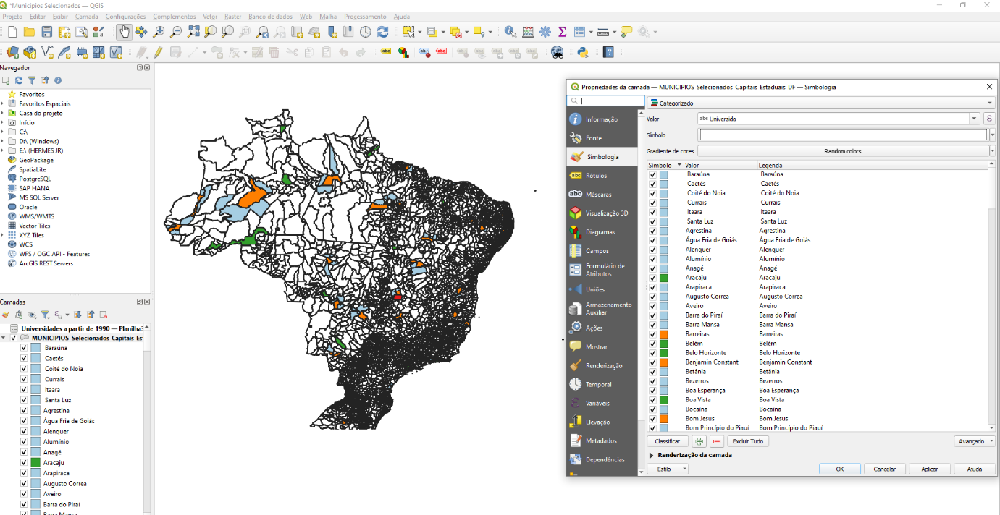 *Municipios Selecionados — QGIS
Projeto Editar Exibir Camada Configurações Complementos Vetor Raster Banco de dados Web Malha Processamento Ajuda
Navegador
Favoritos
Favoritos Espaciais
Casa do projeto
Início
C:\
D:\ (Windows)
E:\ (HERMES JR)
GeoPackage
SpatiaLite
PostgreSQL
SAP HANA
MS SQL Server
Oracle
WMS/WMTS
Vector Tiles
XYZ Tiles
WCS
WFS / OGC API - Features
ArcGIS REST Servers
Camadas
Universidades a partir de 1990 — Planilha
MUNICIPIOS_Selecionados_Capitais_Est
Baraúna
Caetés
Coité do Noia
Currais
Itaara
Santa Luz
Agrestina
Água Fria de Goiás
Alenquer
Alumínio
Anagé
Aracaju
Arapiraca
Augusto Correa
Aveiro
Barra do Piraí
Barra Mansa
Propriedades da camada — MUNICIPIOS_Selecionados_Capitais_Estaduais_DF — Simbologia
Informação
Fonte
Simbologia
Rótulos
Máscaras
Visualização 3D
Diagramas
Campos
Formulário de
Atributos
Uniões
Armazenamento
Auxiliar
Ações
Mostrar
Renderização
Temporal
Variáveis
Elevação
Metadados
Dependências
Categorizado
Valor abc Universida
Símbolo
Gradiente de cores Random colors
Símbolo Valor Legenda
Baraúna Baraúna
Caetés Caetés
Coité do Noia Coité do Noia
Currais Currais
Itaara Itaara
Santa Luz Santa Luz
Agrestina Agrestina
Água Fria de Goiás Água Fria de Goiás
Alenquer Alenquer
Alumínio Alumínio
Anagé Anagé
Aracaju Aracaju
Arapiraca Arapiraca
Augusto Correa Augusto Correa
Aveiro Aveiro
Barra do Piraí Barra do Piraí
Barra Mansa Barra Mansa
Barreiras Barreiras
Belém Belém
Belo Horizonte Belo Horizonte
Benjamin Constant Benjamin Constant
Betânia Betânia
Bezerros Bezerros
Boa Esperança Boa Esperança
Boa Vista Boa Vista
Bocaína Bocaína
Bom Jesus Bom Jesus
Bom Princípio do Piauí Bom Princípio do Piauí
Classificar Excluir Tudo Avançado
Renderização da camada
Estilo OK Cancelar Aplicar Ajuda